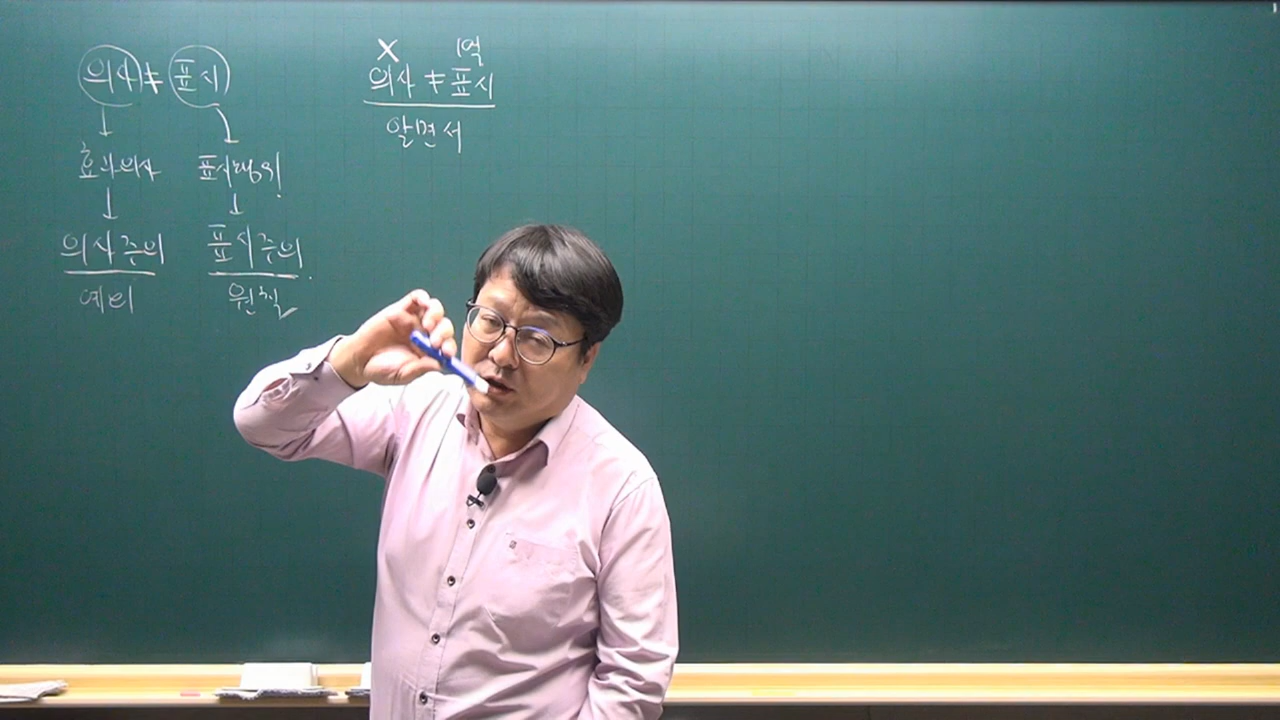 의사 ≠ 표시
↓ ↓
효과의사 표시행위
↓ ↓
의사주의 표시주의
예외 원칙
X 1억
의사 ≠ 표시
알면서